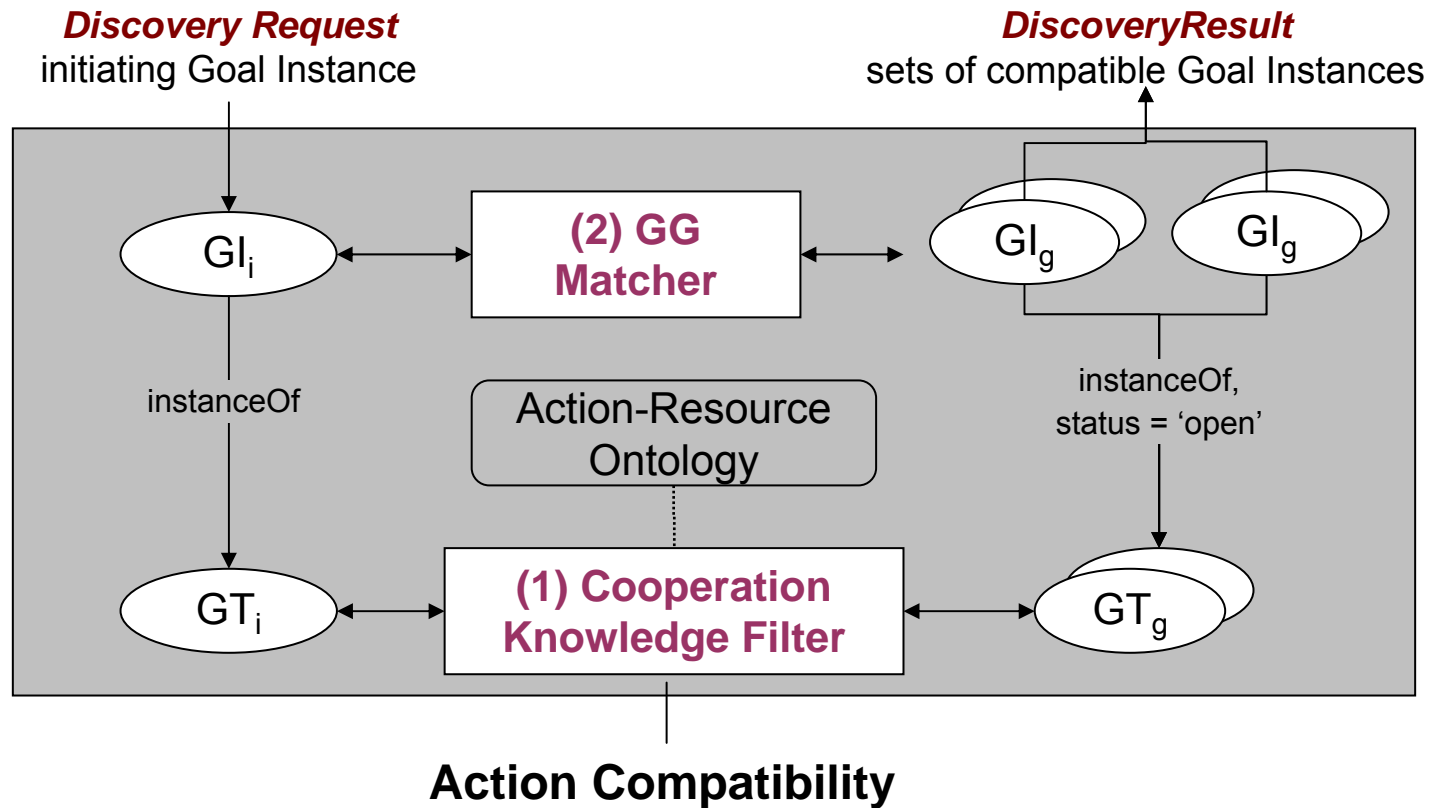 Discovery Request
initiating Goal Instance
DiscoveryResult
sets of compatible Goal Instances
GIi
(2) GG
Matcher
GIg
GIg
instanceOf
Action-Resource
Ontology
instanceOf,
status = ‘open’
GTi
(1) Cooperation
Knowledge Filter
GTg
Action Compatibility